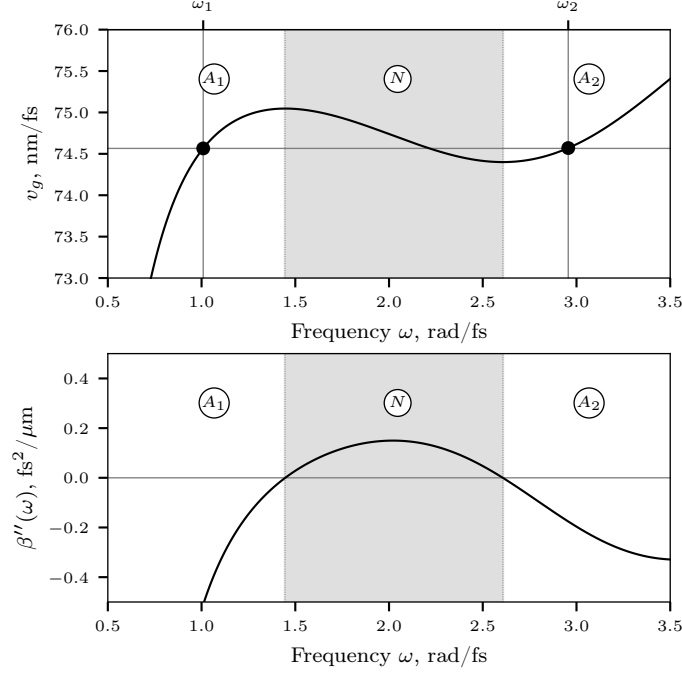 ω₁ ω₂
76.0
75.5
75.0
74.5
74.0
73.5
73.0
v_g, nm/fs
A₁ N A₂
0.5 1.0 1.5 2.0 2.5 3.0 3.5
Frequency ω, rad/fs
0.4
0.2
0.0
−0.2
−0.4
β″(ω), fs²/μm
A₁ N A₂
0.5 1.0 1.5 2.0 2.5 3.0 3.5
Frequency ω, rad/fs